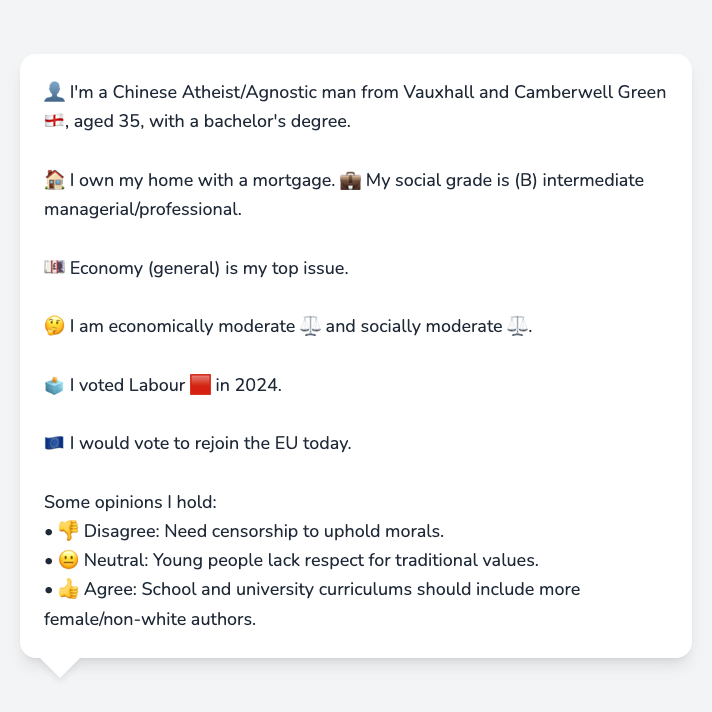 👤 I'm a Chinese Atheist/Agnostic man from Vauxhall and Camberwell Green
🏴󠁧󠁢󠁥󠁮󠁧󠁿, aged 35, with a bachelor's degree.
🏠 I own my home with a mortgage. 💼 My social grade is (B) intermediate
managerial/professional.
💷 Economy (general) is my top issue.
🤔 I am economically moderate ⚖️ and socially moderate ⚖️.
🗳️ I voted Labour 🟥 in 2024.
🇪🇺 I would vote to rejoin the EU today.
Some opinions I hold:
• 👎 Disagree: Need censorship to uphold morals.
• 😐 Neutral: Young people lack respect for traditional values.
• 👍 Agree: School and university curriculums should include more
female/non-white authors.